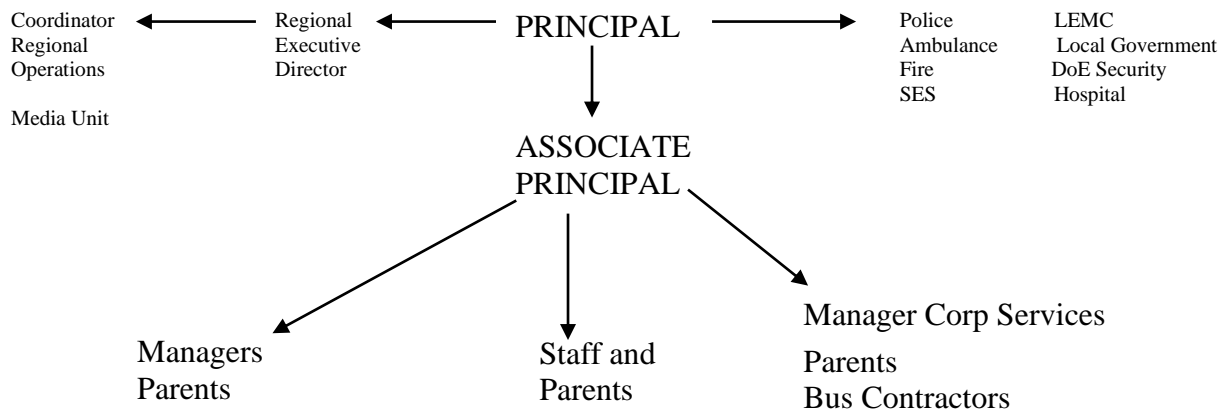 Coordinator
Regional
Operations
Media Unit
Regional
Executive
Director
PRINCIPAL
Police LEMC
Ambulance Local Government
Fire DoE Security
SES Hospital
ASSOCIATE
PRINCIPAL
Managers
Parents
Staff and
Parents
Manager Corp Services
Parents
Bus Contractors